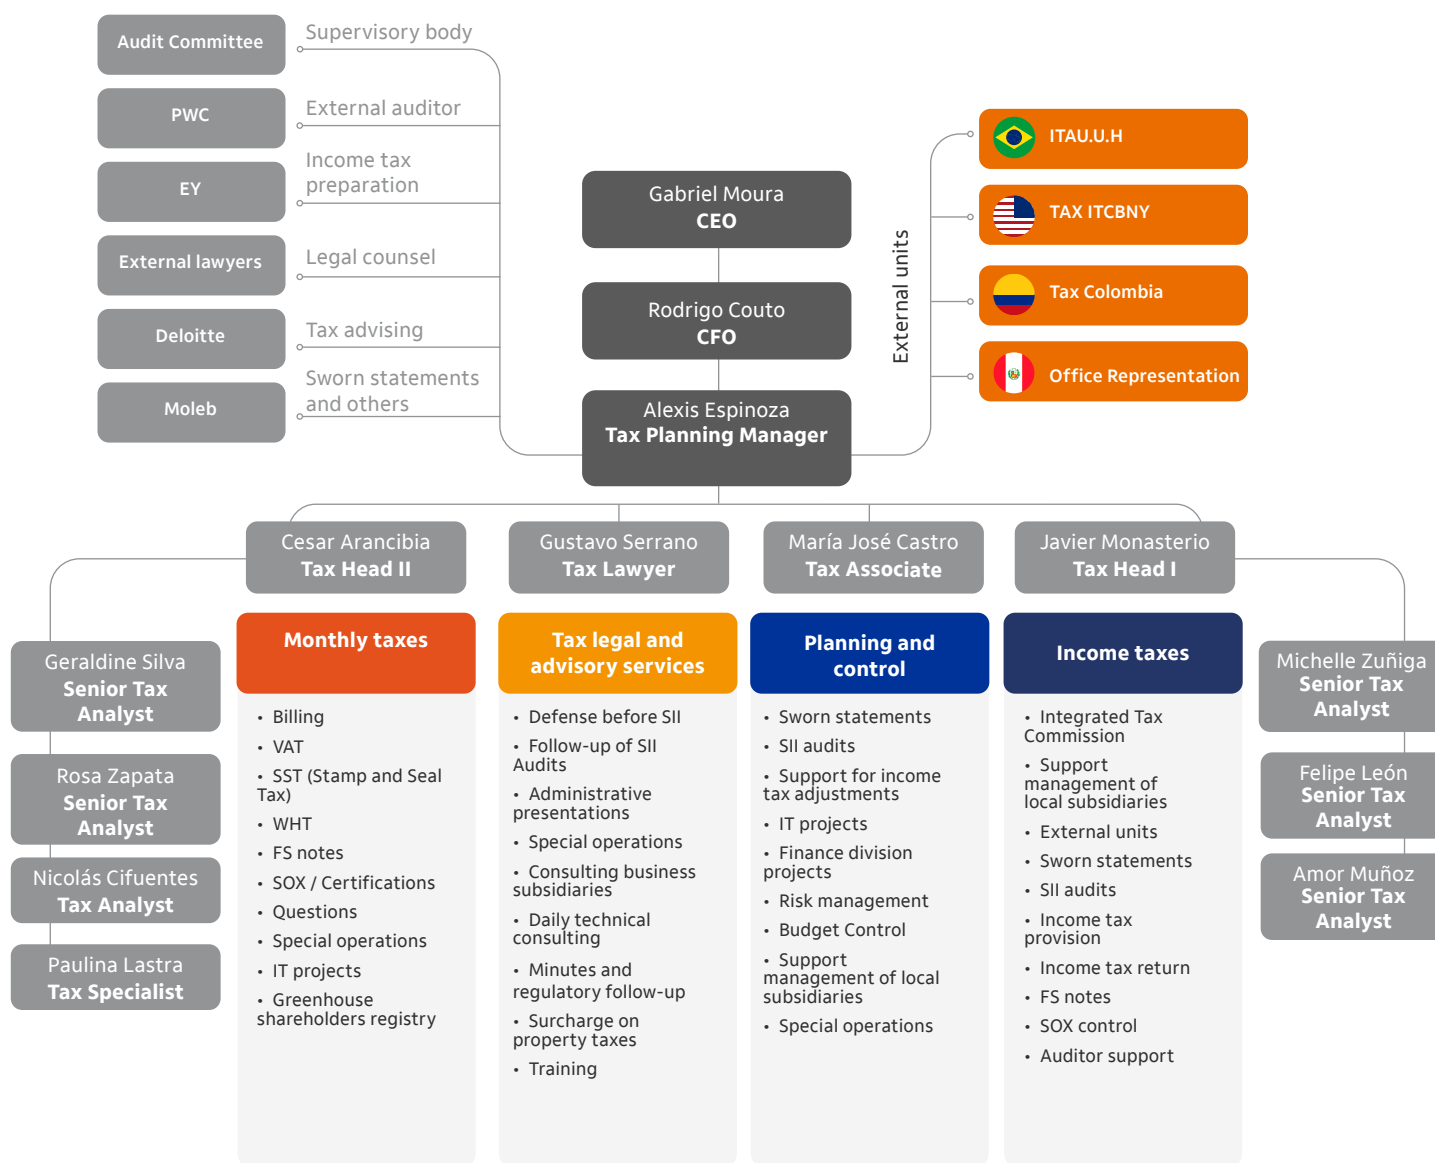 Audit Committee
Supervisory body
PWC
External auditor
EY
Income tax
preparation
External lawyers
Legal counsel
Deloitte
Tax advising
Moleb
Sworn statements
and others
Gabriel Moura
CEO
Rodrigo Couto
CFO
Alexis Espinoza
Tax Planning Manager
External units
ITAU.U.H
TAX ITCBNY
Tax Colombia
Office Representation
Cesar Arancibia
Tax Head II
Gustavo Serrano
Tax Lawyer
María José Castro
Tax Associate
Javier Monasterio
Tax Head I
Geraldine Silva
Senior Tax
Analyst
Rosa Zapata
Senior Tax
Analyst
Nicolás Cifuentes
Tax Analyst
Paulina Lastra
Tax Specialist
Monthly taxes
• Billing
• VAT
• SST (Stamp and Seal
Tax)
• WHT
• FS notes
• SOX / Certifications
• Questions
• Special operations
• IT projects
• Greenhouse
shareholders registry
Tax legal and
advisory services
• Defense before SII
• Follow-up of SII
Audits
• Administrative
presentations
• Special operations
• Consulting business
subsidiaries
• Daily technical
consulting
• Minutes and
regulatory follow-up
• Surcharge on
property taxes
• Training
Planning and
control
• Sworn statements
• SII audits
• Support for income
tax adjustments
• IT projects
• Finance division
projects
• Risk management
• Budget Control
• Support
management of local
subsidiaries
• Special operations
Income taxes
• Integrated Tax
Commission
• Support
management of
local subsidiaries
• External units
• Sworn statements
• SII audits
• Income tax
provision
• Income tax return
• FS notes
• SOX control
• Auditor support
Michelle Zuñiga
Senior Tax
Analyst
Felipe León
Senior Tax
Analyst
Amor Muñoz
Senior Tax
Analyst